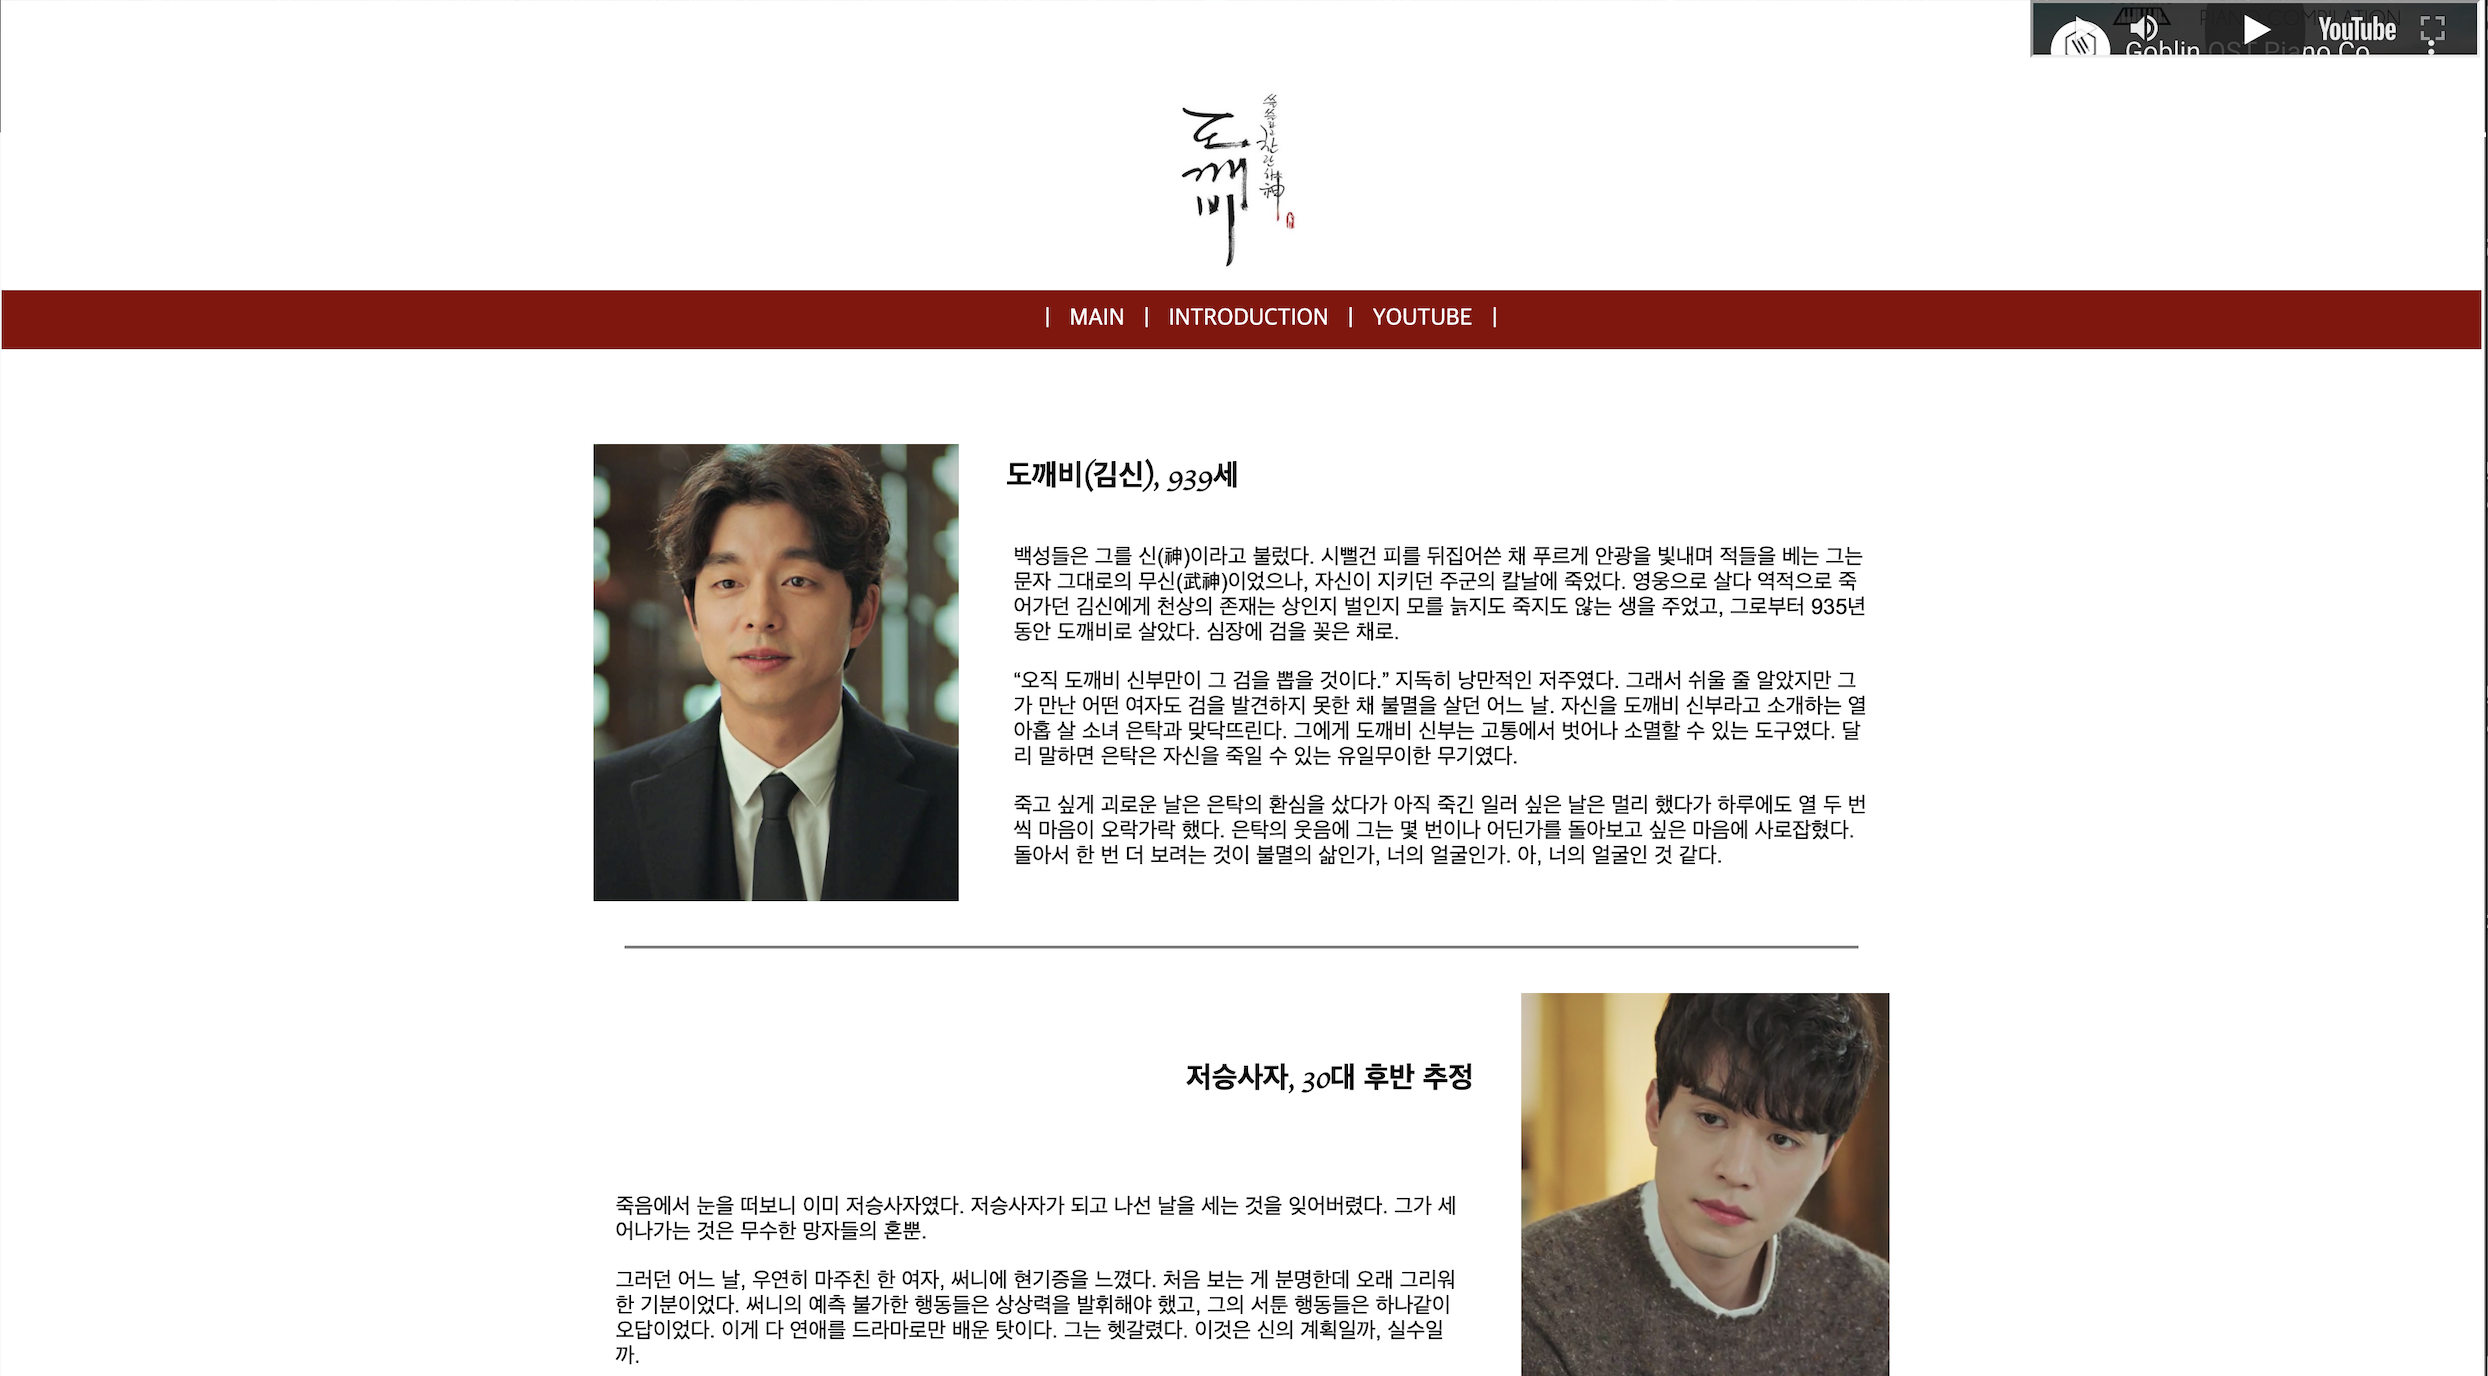 PIANO COMPILATION
YouTube
Goblin OST Piano Co
쓸쓸하고 찬란하神
도깨비
| MAIN | INTRODUCTION | YOUTUBE |
도깨비(김신), 939세
백성들은 그를 신(神)이라고 불렀다. 시뻘건 피를 뒤집어쓴 채 푸르게 안광을 빛내며 적들을 베는 그는
문자 그대로의 무신(武神)이었으나, 자신이 지키던 주군의 칼날에 죽었다. 영웅으로 살다 역적으로 죽
어가던 김신에게 천상의 존재는 상인지 벌인지 모를 늙지도 죽지도 않는 생을 주었고, 그로부터 935년
동안 도깨비로 살았다. 심장에 검을 꽂은 채로.
“오직 도깨비 신부만이 그 검을 뽑을 것이다.” 지독히 낭만적인 저주였다. 그래서 쉬울 줄 알았지만 그
가 만난 어떤 여자도 검을 발견하지 못한 채 불멸을 살던 어느 날. 자신을 도깨비 신부라고 소개하는 열
아홉 살 소녀 은탁과 맞닥뜨린다. 그에게 도깨비 신부는 고통에서 벗어나 소멸할 수 있는 도구였다. 달
리 말하면 은탁은 자신을 죽일 수 있는 유일무이한 무기였다.
죽고 싶게 괴로운 날은 은탁의 환심을 샀다가 아직 죽긴 일러 싶은 날은 멀리 했다가 하루에도 열 두 번
씩 마음이 오락가락 했다. 은탁의 웃음에 그는 몇 번이나 어딘가를 돌아보고 싶은 마음에 사로잡혔다.
돌아서 한 번 더 보려는 것이 불멸의 삶인가, 너의 얼굴인가. 아, 너의 얼굴인 것 같다.
저승사자, 30대 후반 추정
죽음에서 눈을 떠보니 이미 저승사자였다. 저승사자가 되고 나선 날을 세는 것을 잊어버렸다. 그가 세
어나가는 것은 무수한 망자들의 혼뿐.
그러던 어느 날, 우연히 마주친 한 여자, 써니에 현기증을 느꼈다. 처음 보는 게 분명한데 오래 그리워
한 기분이었다. 써니의 예측 불가한 행동들은 상상력을 발휘해야 했고, 그의 서툰 행동들은 하나같이
오답이었다. 이게 다 연애를 드라마로만 배운 탓이다. 그는 헷갈렸다. 이것은 신의 계획일까, 실수일
까.